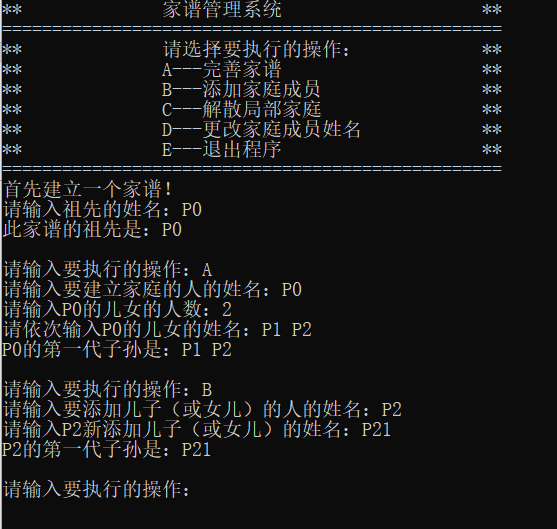 **              家谱管理系统                    **
==================================================
**              请选择要执行的操作:             **
**              A---完善家谱                    **
**              B---添加家庭成员                **
**              C---解散局部家庭                **
**              D---更改家庭成员姓名            **
**              E---退出程序                    **
==================================================
首先建立一个家谱!
请输入祖先的姓名: P0
此家谱的祖先是: P0

请输入要执行的操作: A
请输入要建立家庭的人的姓名: P0
请输入P0的儿女的人数: 2
请依次输入P0的儿女的姓名: P1 P2
P0的第一代子孙是: P1 P2

请输入要执行的操作: B
请输入要添加儿子（或女儿）的人的姓名: P2
请输入P2新添加儿子（或女儿）的姓名: P21
P2的第一代子孙是: P21

请输入要执行的操作: